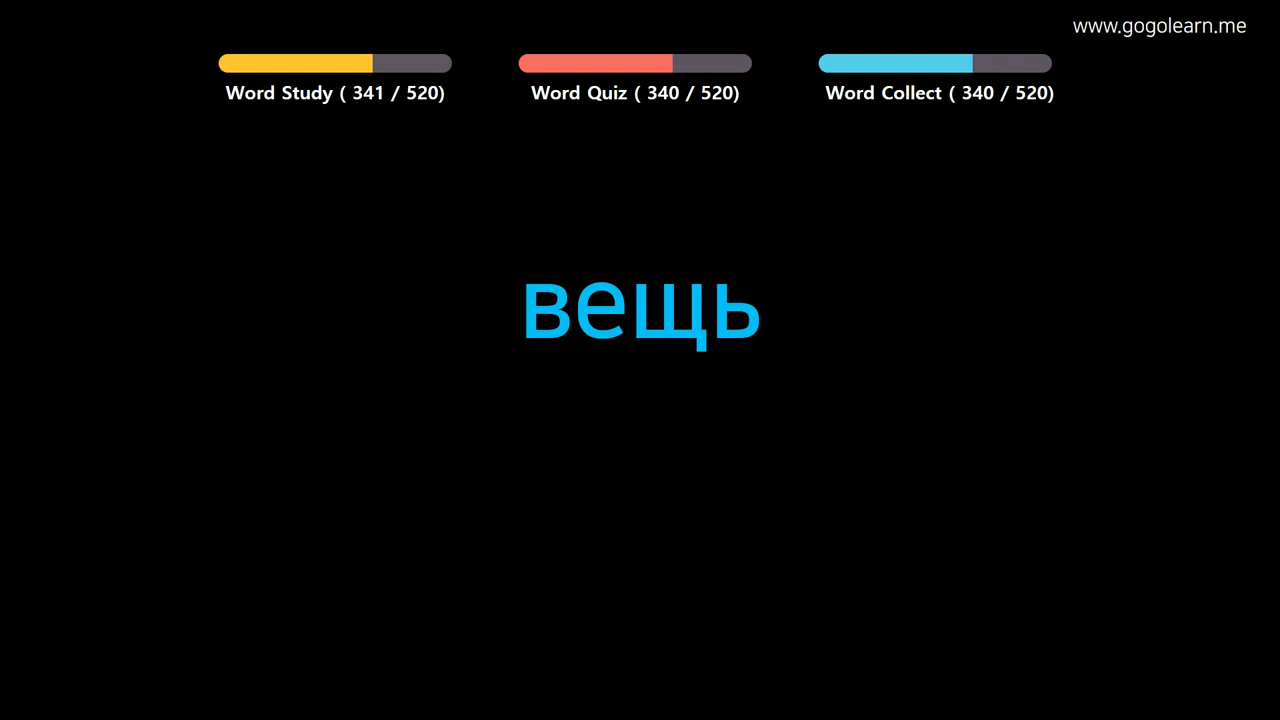 www.gogolearn.me
Word Study ( 341 / 520)
Word Quiz ( 340 / 520)
Word Collect ( 340 / 520)
вещь